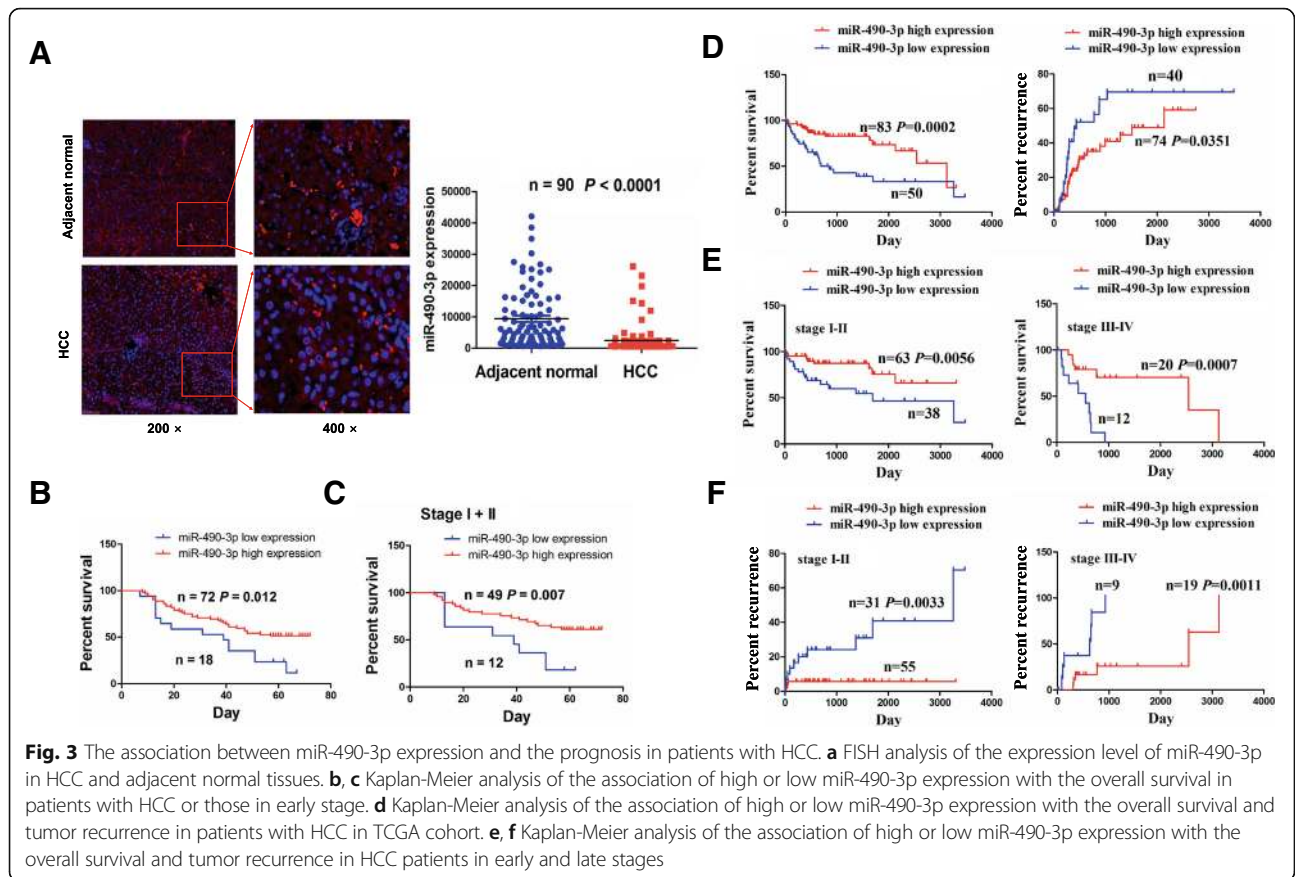 A
Adjacent normal
HCC
200 ×
400 ×
n = 90 P < 0.0001
miR-490-3p expression
50000
40000
30000
20000
10000
0
Adjacent normal
HCC
B
miR-490-3p low expression
miR-490-3p high expression
Percent survival
150
100
50
0
n = 72 P = 0.012
n = 18
0 20 40 60 80
Day
C
Stage I + II
miR-490-3p low expression
miR-490-3p high expression
Percent survival
150
100
50
0
n = 49 P = 0.007
n = 12
0 20 40 60 80
Day
D
miR-490-3p high expression
miR-490-3p low expression
Percent survival
150
100
50
0
n=83 P=0.0002
n=50
0 1000 2000 3000 4000
Day
miR-490-3p high expression
miR-490-3p low expression
Percent recurrence
80
60
40
20
0
n=40
n=74 P=0.0351
0 1000 2000 3000 4000
Day
E
miR-490-3p high expression
miR-490-3p low expression
stage I-II
Percent survival
150
100
50
0
n=63 P=0.0056
n=38
0 1000 2000 3000 4000
Day
miR-490-3p high expression
miR-490-3p low expression
stage III-IV
Percent survival
150
100
50
0
n=20 P=0.0007
n=12
0 1000 2000 3000 4000
Day
F
miR-490-3p high expression
miR-490-3p low expression
stage I-II
Percent recurrence
80
60
40
20
0
n=31 P=0.0033
n=55
0 1000 2000 3000 4000
Day
miR-490-3p high expression
miR-490-3p low expression
stage III-IV
Percent recurrence
150
100
50
0
n=9
n=19 P=0.0011
0 1000 2000 3000 4000
Day
Fig. 3 The association between miR-490-3p expression and the prognosis in patients with HCC. a FISH analysis of the expression level of miR-490-3p
in HCC and adjacent normal tissues. b, c Kaplan-Meier analysis of the association of high or low miR-490-3p expression with the overall survival in
patients with HCC or those in early stage. d Kaplan-Meier analysis of the association of high or low miR-490-3p expression with the overall survival and
tumor recurrence in patients with HCC in TCGA cohort. e, f Kaplan-Meier analysis of the association of high or low miR-490-3p expression with the
overall survival and tumor recurrence in HCC patients in early and late stages